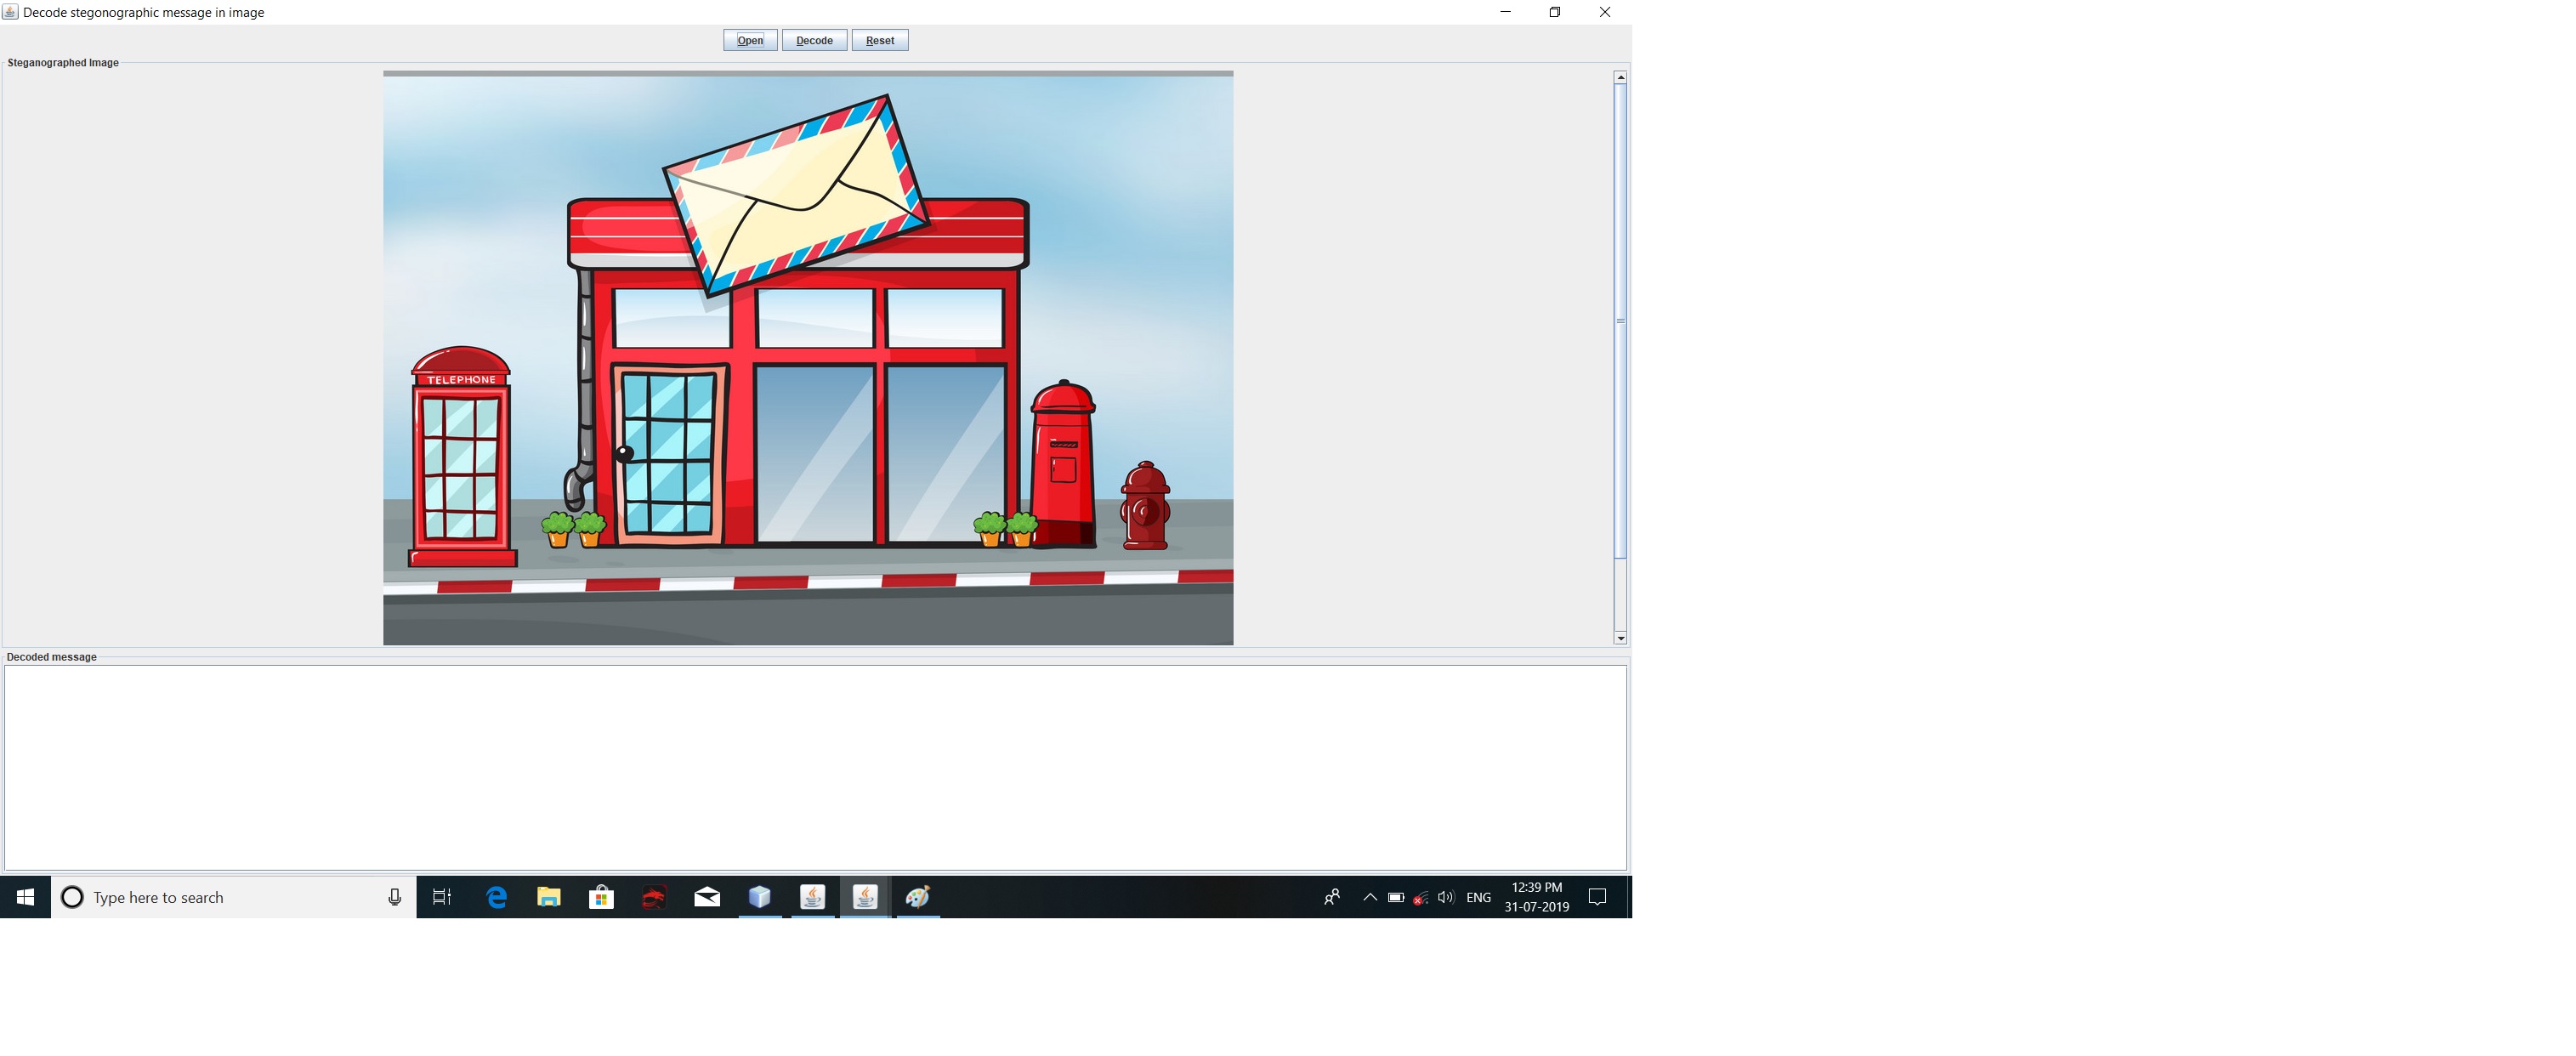 Decode stegonographic message in image
Open Decode Reset
Steganographed Image
TELEPHONE
Decoded message
Type here to search
ENG
12:39 PM
31-07-2019